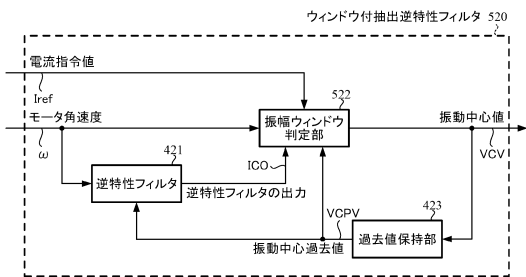 ウィンドウ付抽出逆特性フィルタ 520
電流指令値
Iref
522
モータ角速度
ω
振幅ウィンドウ
判定部
振動中心値
VCV
421
ICO
逆特性フィルタ
逆特性フィルタの出力
VCPV
423
振動中心過去値
過去値保持部